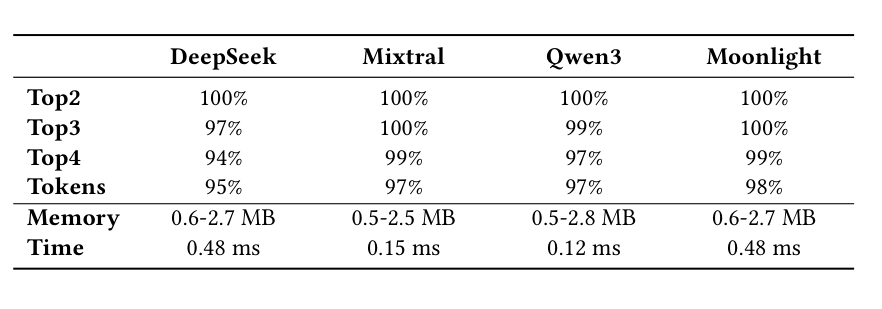 DeepSeek Mixtral Qwen3 Moonlight
Top2 100% 100% 100% 100%
Top3 97% 100% 99% 100%
Top4 94% 99% 97% 99%
Tokens 95% 97% 97% 98%
Memory 0.6-2.7 MB 0.5-2.5 MB 0.5-2.8 MB 0.6-2.7 MB
Time 0.48 ms 0.15 ms 0.12 ms 0.48 ms